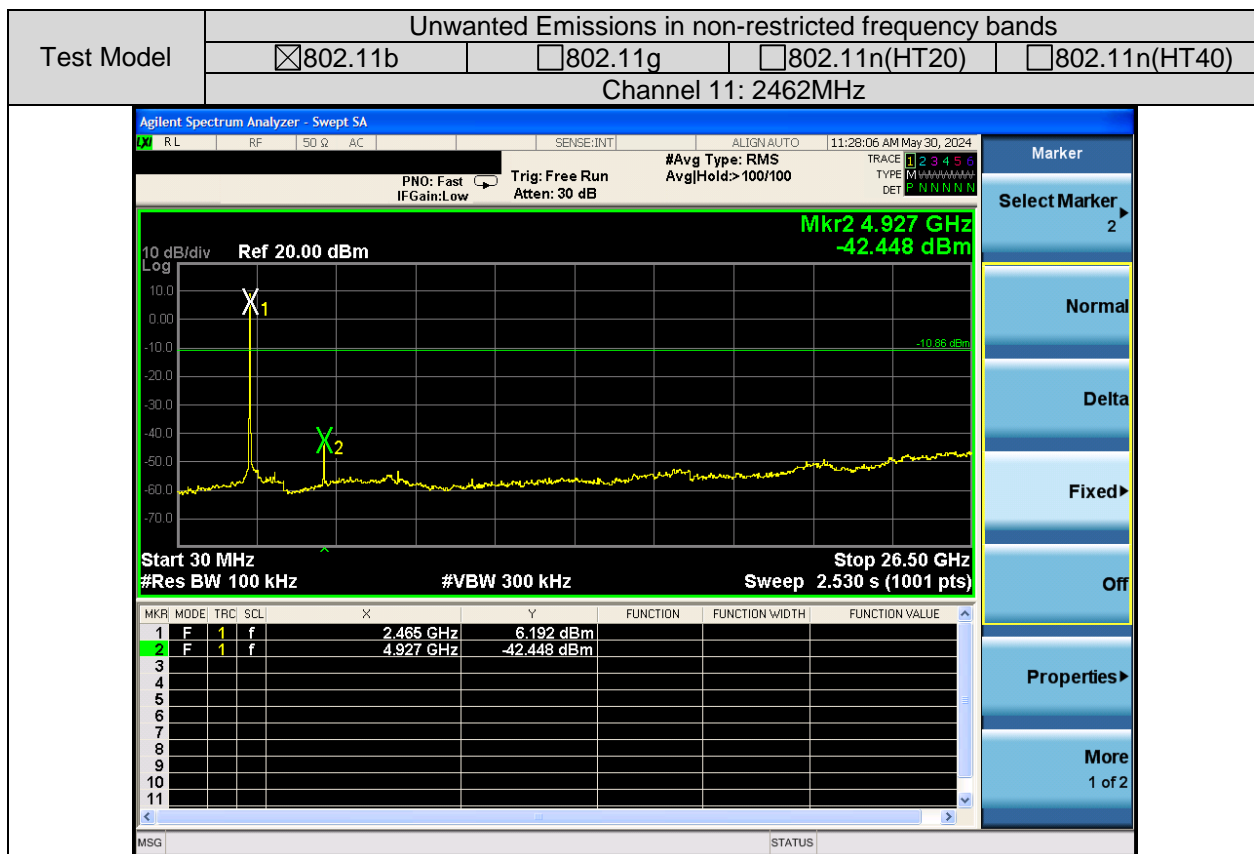 Test Model
Unwanted Emissions in non-restricted frequency bands
☒802.11b ☐802.11g ☐802.11n(HT20) ☐802.11n(HT40)
Channel 11: 2462MHz
Agilent Spectrum Analyzer - Swept SA
LXI RL RF 50 Ω AC SENSE:INT ALIGN AUTO 11:28:06 AM May 30, 2024
PNO: Fast
IFGain:Low
Trig: Free Run
Atten: 30 dB
#Avg Type: RMS
Avg|Hold:>100/100
TRACE 1 2 3 4 5 6
TYPE M
DET P N N N N N
Mkr2 4.927 GHz
-42.448 dBm
10 dB/div Ref 20.00 dBm
Log
10.0
0.00
-10.0
-20.0
-30.0
-40.0
-50.0
-60.0
-70.0
1
2
-10.86 dBm
Start 30 MHz Stop 26.50 GHz
#Res BW 100 kHz #VBW 300 kHz Sweep 2.530 s (1001 pts)
MKR MODE TRC SCL X Y FUNCTION FUNCTION WIDTH FUNCTION VALUE
1 F 1 f 2.465 GHz 6.192 dBm
2 F 1 f 4.927 GHz -42.448 dBm
3
4
5
6
7
8
9
10
11
MSG STATUS
Marker
Select Marker
2
Normal
Delta
Fixed
Off
Properties
More
1 of 2